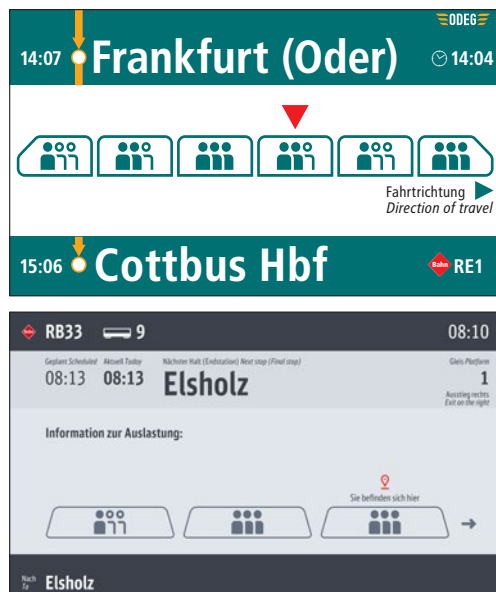 ODEG
14:07 Frankfurt (Oder) 14:04
Fahrtrichtung
Direction of travel
15:06 Cottbus Hbf Bahn RE1
Bahn RB33 9 08:10
Geplant Scheduled Aktuell Today Nächster Halt (Endstation) Next stop (Final stop) Gleis Platform
08:13 08:13 Elsholz 1
Ausstieg rechts
Exit on the right
Information zur Auslastung:
Sie befinden sich hier
Nach
To Elsholz